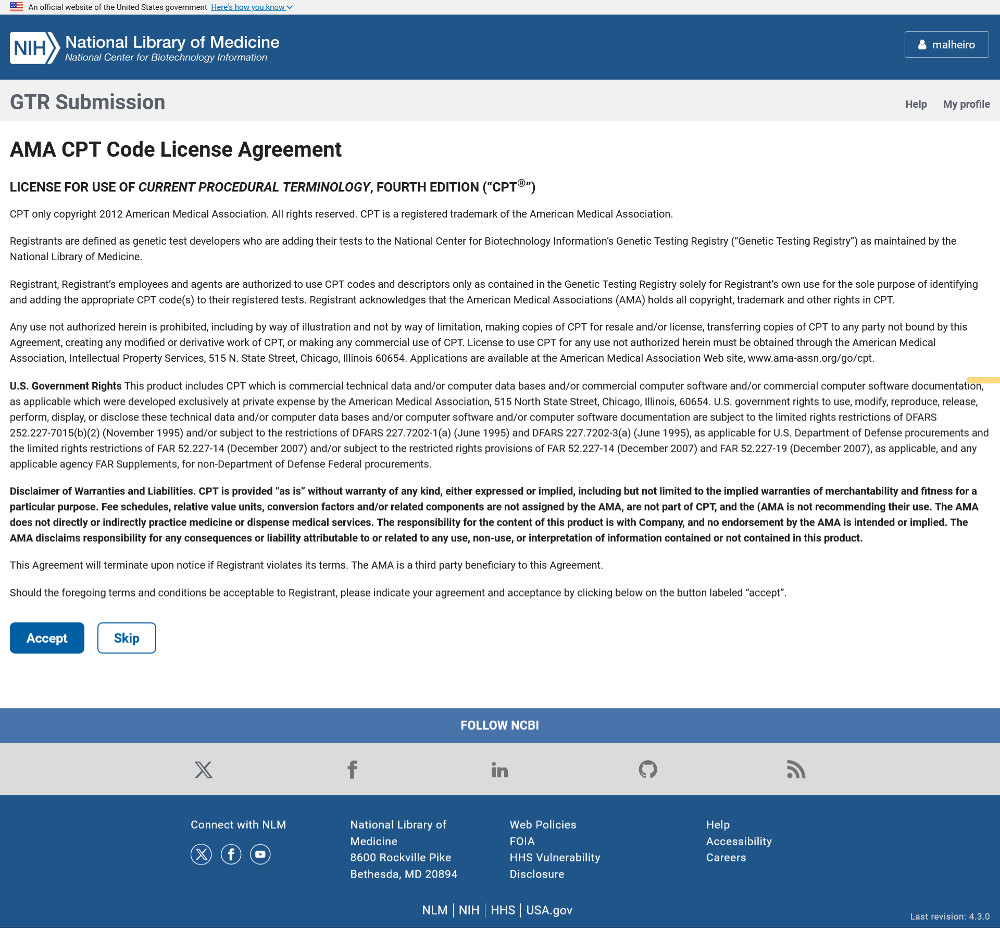 An official website of the United States government Here's how you know
NIH National Library of Medicine
National Center for Biotechnology Information
malheiro
GTR Submission
Help My profile
AMA CPT Code License Agreement
LICENSE FOR USE OF CURRENT PROCEDURAL TERMINOLOGY, FOURTH EDITION (“CPT®”)
CPT only copyright 2012 American Medical Association. All rights reserved. CPT is a registered trademark of the American Medical Association.
Registrants are defined as genetic test developers who are adding their tests to the National Center for Biotechnology Information’s Genetic Testing Registry (“Genetic Testing Registry”) as maintained by the
National Library of Medicine.
Registrant, Registrant’s employees and agents are authorized to use CPT codes and descriptors only as contained in the Genetic Testing Registry solely for Registrant’s own use for the sole purpose of identifying
and adding the appropriate CPT code(s) to their registered tests. Registrant acknowledges that the American Medical Associations (AMA) holds all copyright, trademark and other rights in CPT.
Any use not authorized herein is prohibited, including by way of illustration and not by way of limitation, making copies of CPT for resale and/or license, transferring copies of CPT to any party not bound by this
Agreement, creating any modified or derivative work of CPT, or making any commercial use of CPT. License to use CPT for any use not authorized herein must be obtained through the American Medical
Association, Intellectual Property Services, 515 N. State Street, Chicago, Illinois 60654. Applications are available at the American Medical Association Web site, www.ama-assn.org/go/cpt.
U.S. Government Rights This product includes CPT which is commercial technical data and/or computer data bases and/or commercial computer software and/or commercial computer software documentation,
as applicable which were developed exclusively at private expense by the American Medical Association, 515 North State Street, Chicago, Illinois, 60654. U.S. government rights to use, modify, reproduce, release,
perform, display, or disclose these technical data and/or computer data bases and/or computer software and/or computer software documentation are subject to the limited rights restrictions of DFARS
252.227-7015(b)(2) (November 1995) and/or subject to the restrictions of DFARS 227.7202-1(a) (June 1995) and DFARS 227.7202-3(a) (June 1995), as applicable for U.S. Department of Defense procurements and
the limited rights restrictions of FAR 52.227-14 (December 2007) and/or subject to the restricted rights provisions of FAR 52.227-14 (December 2007) and FAR 52.227-19 (December 2007), as applicable, and any
applicable agency FAR Supplements, for non-Department of Defense Federal procurements.
Disclaimer of Warranties and Liabilities. CPT is provided “as is” without warranty of any kind, either expressed or implied, including but not limited to the implied warranties of merchantability and fitness for a
particular purpose. Fee schedules, relative value units, conversion factors and/or related components are not assigned by the AMA, are not part of CPT, and the (AMA is not recommending their use. The AMA
does not directly or indirectly practice medicine or dispense medical services. The responsibility for the content of this product is with Company, and no endorsement by the AMA is intended or implied. The
AMA disclaims responsibility for any consequences or liability attributable to or related to any use, non-use, or interpretation of information contained or not contained in this product.
This Agreement will terminate upon notice if Registrant violates its terms. The AMA is a third party beneficiary to this Agreement.
Should the foregoing terms and conditions be acceptable to Registrant, please indicate your agreement and acceptance by clicking below on the button labeled “accept”.
Accept Skip
FOLLOW NCBI
Connect with NLM
National Library of
Medicine
8600 Rockville Pike
Bethesda, MD 20894
Web Policies
FOIA
HHS Vulnerability
Disclosure
Help
Accessibility
Careers
NLM NIH HHS USA.gov
Last revision: 4.3.0